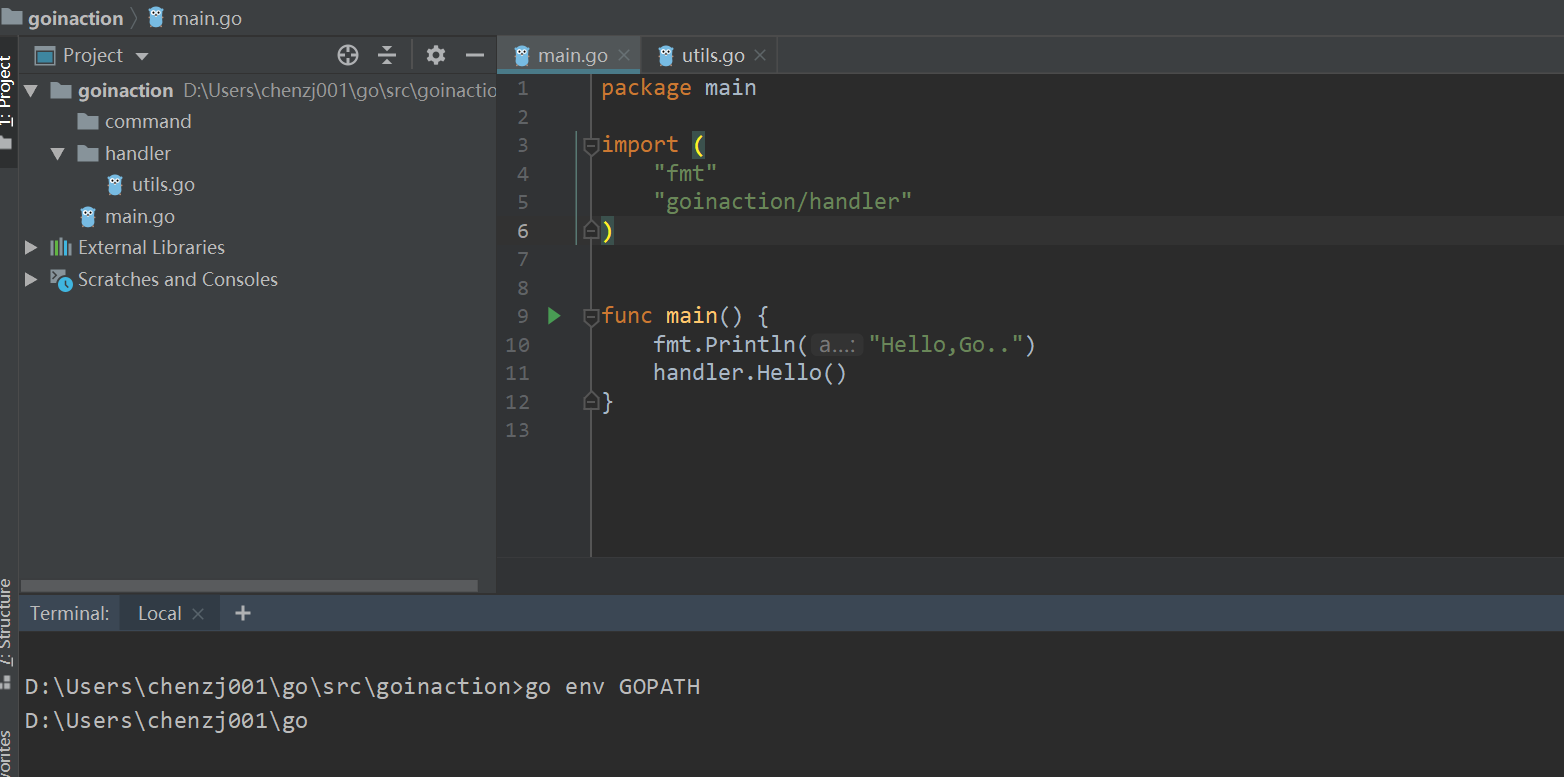 goinaction main.go
Project
main.go
utils.go
1: Project
goinaction D:\Users\chenzj001\go\src\goinactio
command
handler
utils.go
main.go
External Libraries
Scratches and Consoles
1 package main
2
3 import (
4 "fmt"
5 "goinaction/handler"
6 )
7
8
9 func main() {
10 fmt.Println( a...: "Hello,Go..")
11 handler.Hello()
12 }
13
7: Structure
vorites
Terminal: Local +
D:\Users\chenzj001\go\src\goinaction>go env GOPATH
D:\Users\chenzj001\go